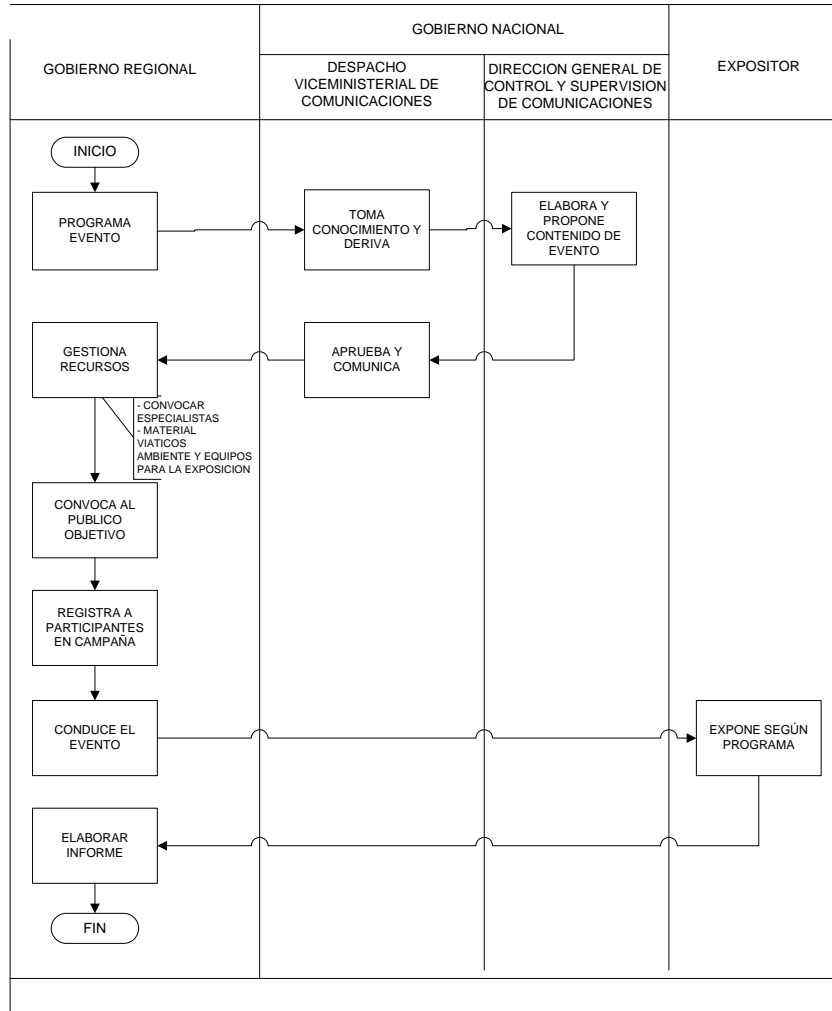 GOBIERNO REGIONAL
GOBIERNO NACIONAL
DESPACHO
VICEMINISTERIAL DE
COMUNICACIONES
DIRECCION GENERAL DE
CONTROL Y SUPERVISION
DE COMUNICACIONES
EXPOSITOR
INICIO
PROGRAMA
EVENTO
TOMA
CONOCIMIENTO Y
DERIVA
ELABORA Y
PROPONE
CONTENIDO DE
EVENTO
GESTIONA
RECURSOS
APRUEBA Y
COMUNICA
- CONVOCAR
ESPECIALISTAS
- MATERIAL
VIATICOS
AMBIENTE Y EQUIPOS
PARA LA EXPOSICION
CONVOCA AL
PUBLICO
OBJETIVO
REGISTRA A
PARTICIPANTES
EN CAMPAÑA
CONDUCE EL
EVENTO
EXPONE SEGÚN
PROGRAMA
ELABORAR
INFORME
FIN